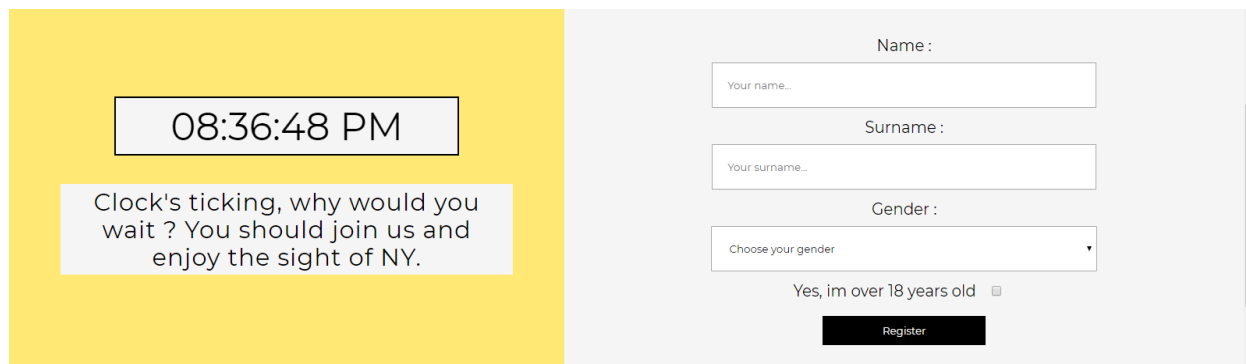 08:36:48 PM
Clock's ticking, why would you
wait ? You should join us and
enjoy the sight of NY.
Name :
Your name...
Surname :
Your surname...
Gender :
Choose your gender
Yes, im over 18 years old
Register